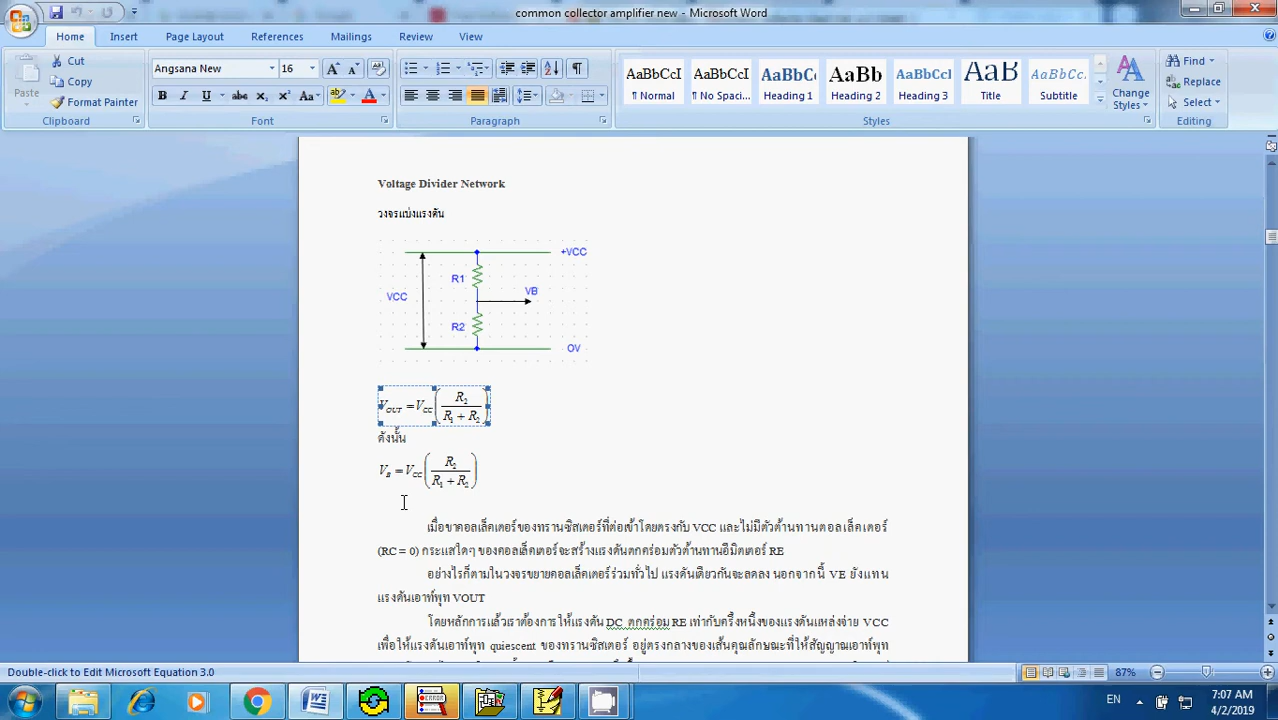 common collector amplifier new - Microsoft Word
Home Insert Page Layout References Mailings Review View
Paste
Cut
Copy
Format Painter
Clipboard
Angsana New 16
Font
Paragraph
AaBbCcI AaBbCcI AaBbCc AaBbCc AaBbCcI AaB AaBbCc.
¶ Normal ¶ No Spaci... Heading 1 Heading 2 Heading 3 Title Subtitle
Change Styles
Styles
Find
Replace
Select
Editing
Voltage Divider Network
วงจรแบ่งแรงดัน
+VCC
R1
VB
VCC
R2
OV
V_OUT = V_CC (R_2 / (R_1 + R_2))
ดังนั้น
V_B = V_CC (R_2 / (R_1 + R_2))
เมื่อขาคอลเล็คเตอร์ของทรานซิสเตอร์ที่ต่อเข้าโดยตรงกับ VCC และไม่มีตัวต้านทานคอลเล็คเตอร์
(RC = 0) กระแสใดๆ ของคอลเล็คเตอร์จะสร้างแรงดันตกคร่อมตัวต้านทานอีมิตเตอร์ RE
อย่างไรก็ตามในวงจรขยายคอลเล็คเตอร์ร่วมทั่วไป แรงดันเดียวกันจะลดลง นอกจากนี้ VE ยังแทน
แรงดันเอาท์พุท VOUT
โดยหลักการแล้วเราต้องการให้แรงดัน DC ตกคร่อม RE เท่ากับครึ่งหนึ่งของแรงดันแหล่งจ่าย VCC
เพื่อให้แรงดันเอาท์พุท quiescent ของทรานซิสเตอร์ อยู่ตรงกลางของเส้นคุณลักษณะที่ให้สัญญาณเอาท์พุท
Double-click to Edit Microsoft Equation 3.0
87%
EN
7:07 AM
4/2/2019